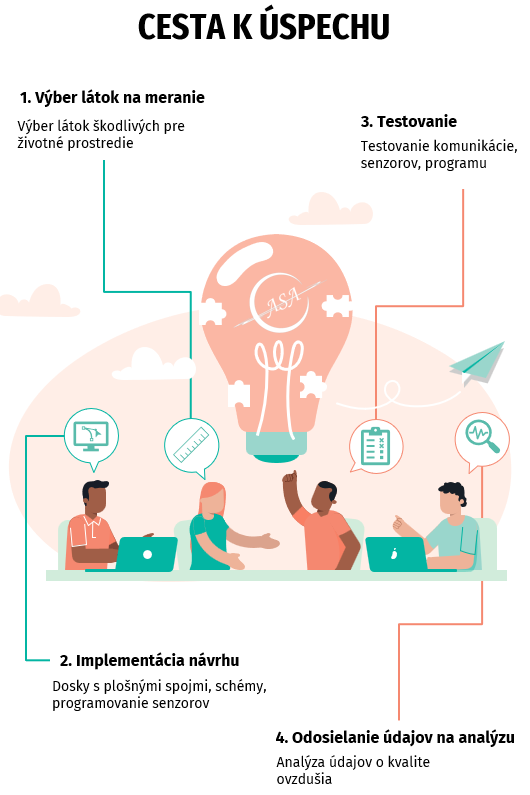 CESTA K ÚSPECHU
1. Výber látok na meranie
Výber látok škodlivých pre
životné prostredie
3. Testovanie
Testovanie komunikácie,
senzorov, programu
ASA
2. Implementácia návrhu
Dosky s plošnými spojmi, schémy,
programovanie senzorov
4. Odosielanie údajov na analýzu
Analýza údajov o kvalite
ovzdušia